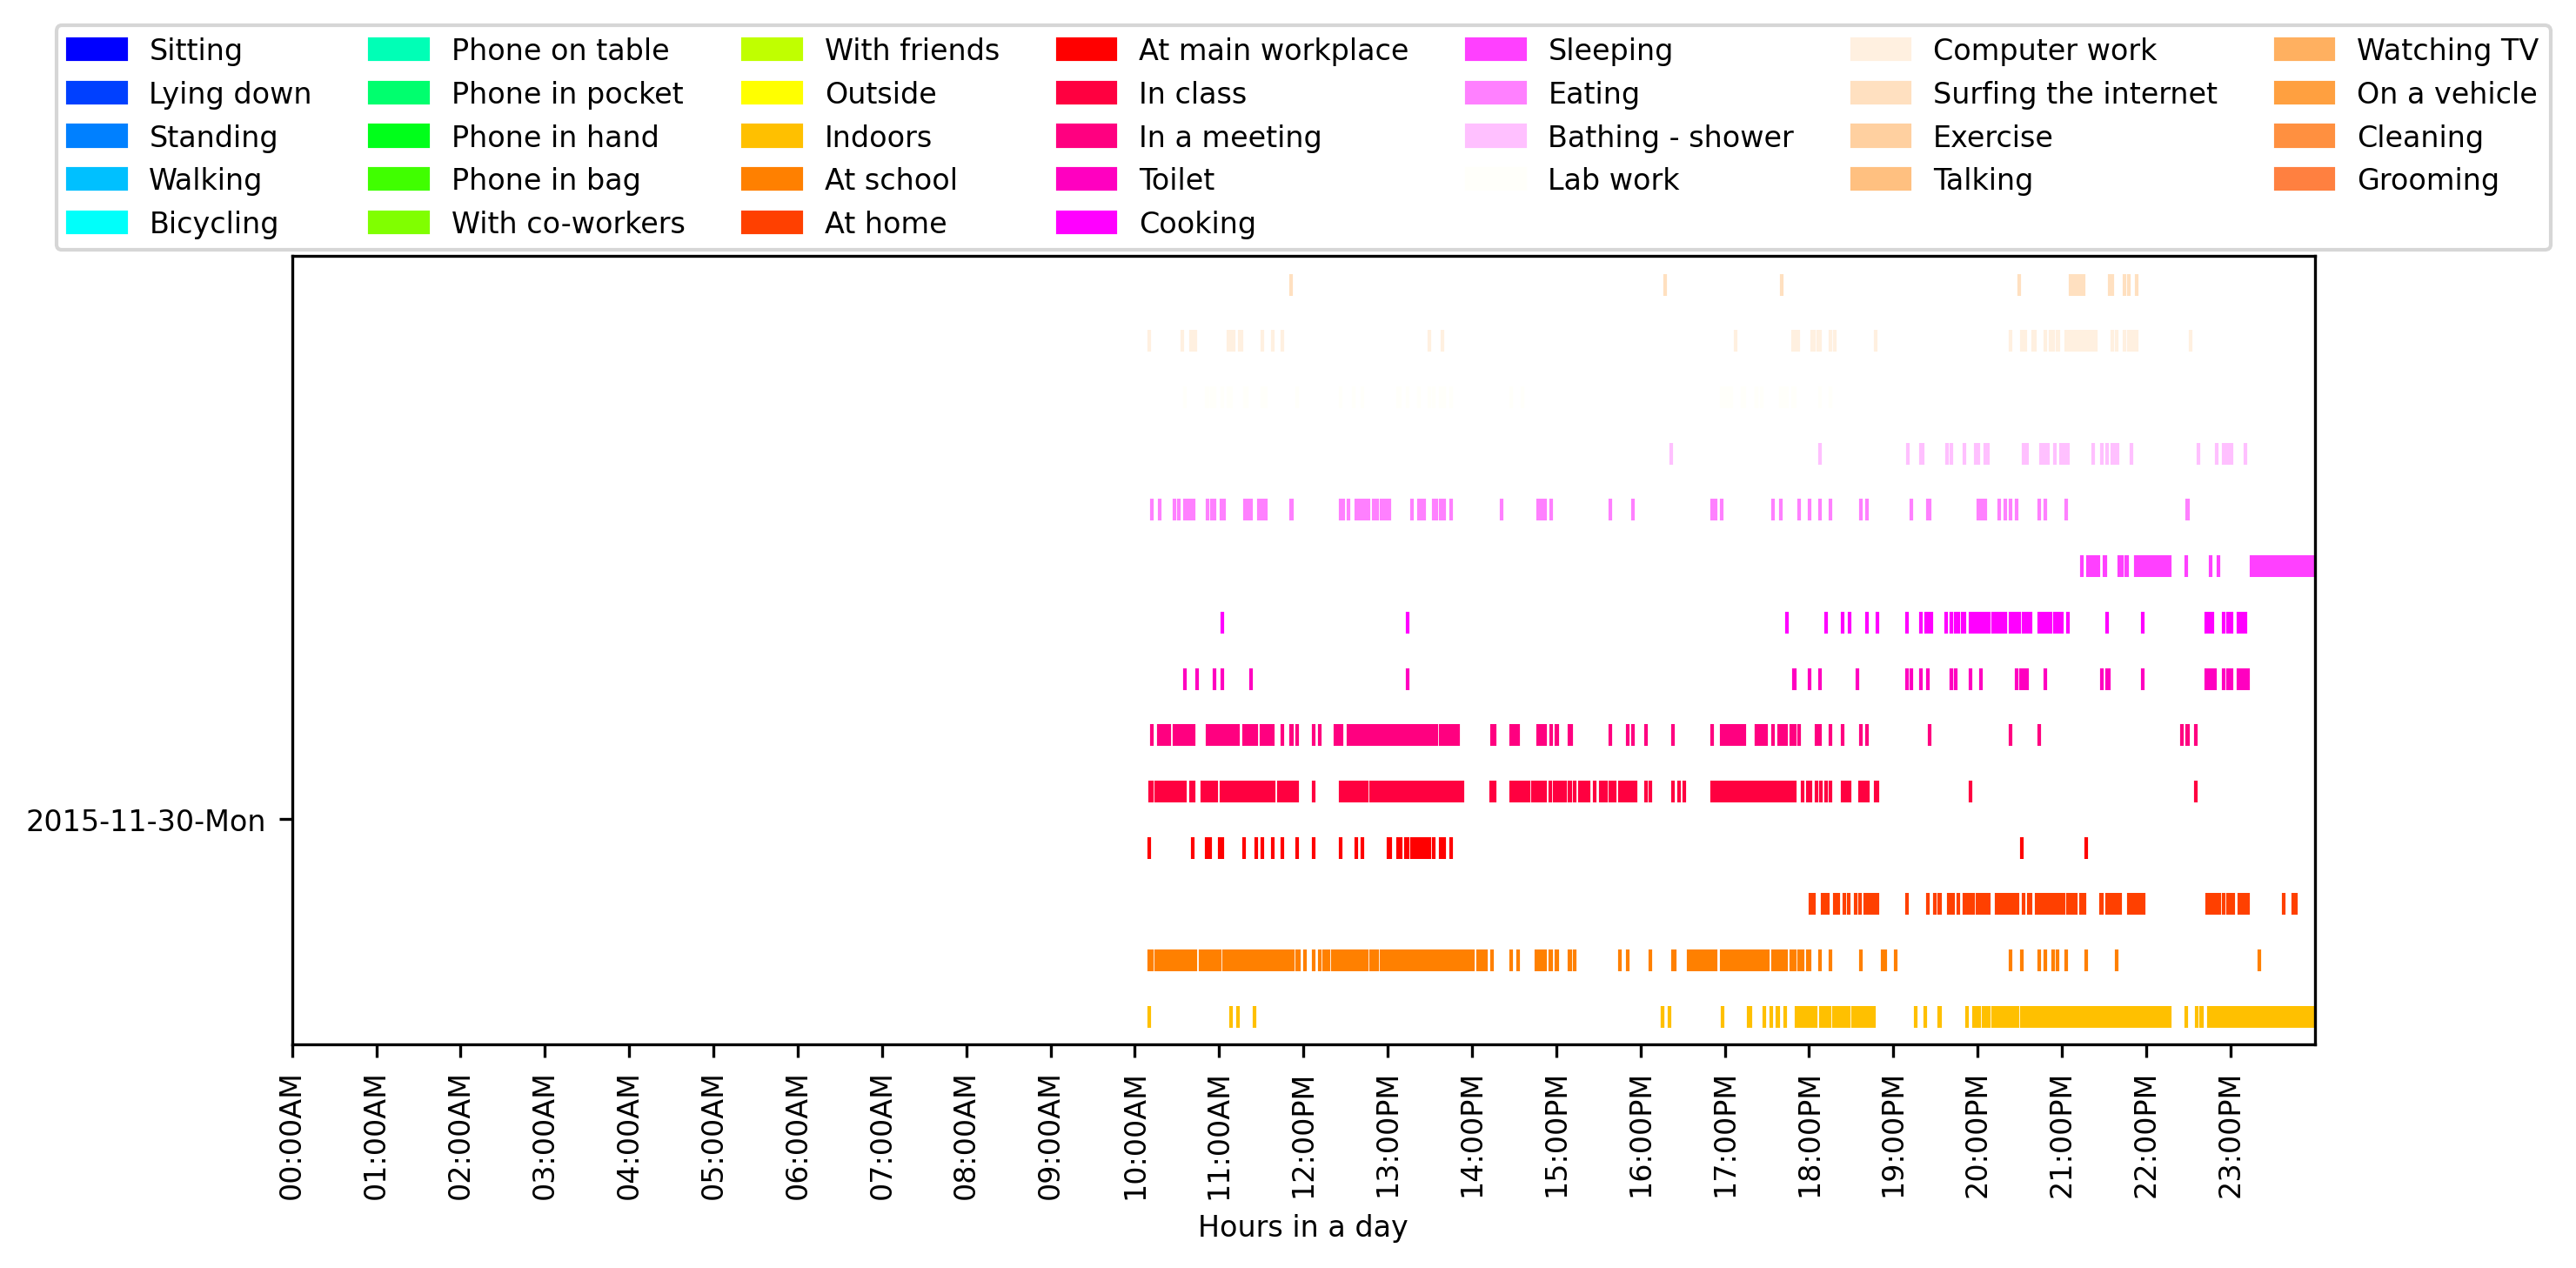 Sitting
Lying down
Standing
Walking
Bicycling
Phone on table
Phone in pocket
Phone in hand
Phone in bag
With co-workers
With friends
Outside
Indoors
At school
At home
At main workplace
In class
In a meeting
Toilet
Cooking
Sleeping
Eating
Bathing - shower
Lab work
Computer work
Surfing the internet
Exercise
Talking
Watching TV
On a vehicle
Cleaning
Grooming
2015-11-30-Mon
00:00AM
01:00AM
02:00AM
03:00AM
04:00AM
05:00AM
06:00AM
07:00AM
08:00AM
09:00AM
10:00AM
11:00AM
12:00PM
13:00PM
14:00PM
15:00PM
16:00PM
17:00PM
18:00PM
19:00PM
20:00PM
21:00PM
22:00PM
23:00PM
Hours in a day